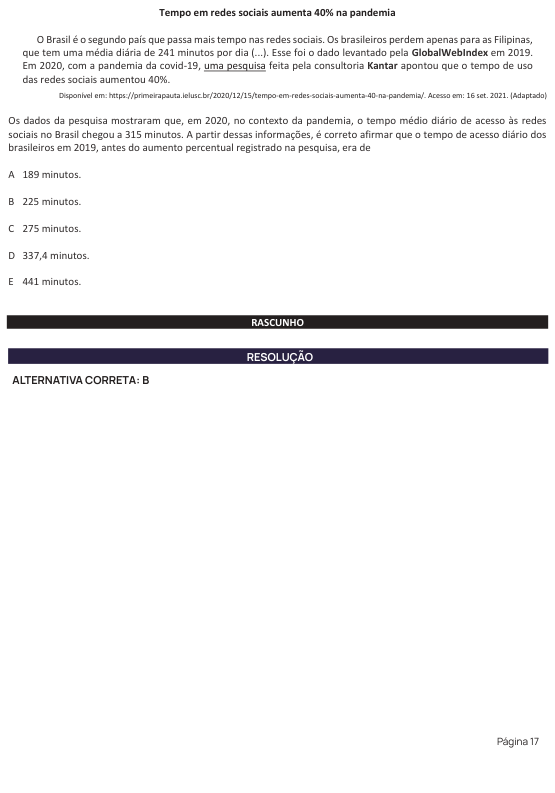 Tempo em redes sociais aumenta 40% na pandemia
O Brasil é o segundo país que passa mais tempo nas redes sociais. Os brasileiros perdem apenas para as Filipinas,
que tem uma média diária de 241 minutos por dia (...). Esse foi o dado levantado pela GlobalWebIndex em 2019.
Em 2020, com a pandemia da covid-19, uma pesquisa feita pela consultoria Kantar apontou que o tempo de uso
das redes sociais aumentou 40%.
Disponível em: https://primeirapauta.ielusc.br/2020/12/15/tempo-em-redes-sociais-aumenta-40-na-pandemia/. Acesso em: 16 set. 2021. (Adaptado)
Os dados da pesquisa mostraram que, em 2020, no contexto da pandemia, o tempo médio diário de acesso às redes
sociais no Brasil chegou a 315 minutos. A partir dessas informações, é correto afirmar que o tempo de acesso diário dos
brasileiros em 2019, antes do aumento percentual registrado na pesquisa, era de
A 189 minutos.
B 225 minutos.
C 275 minutos.
D 337,4 minutos.
E 441 minutos.
RASCUNHO
RESOLUÇÃO
ALTERNATIVA CORRETA: B
Página 17